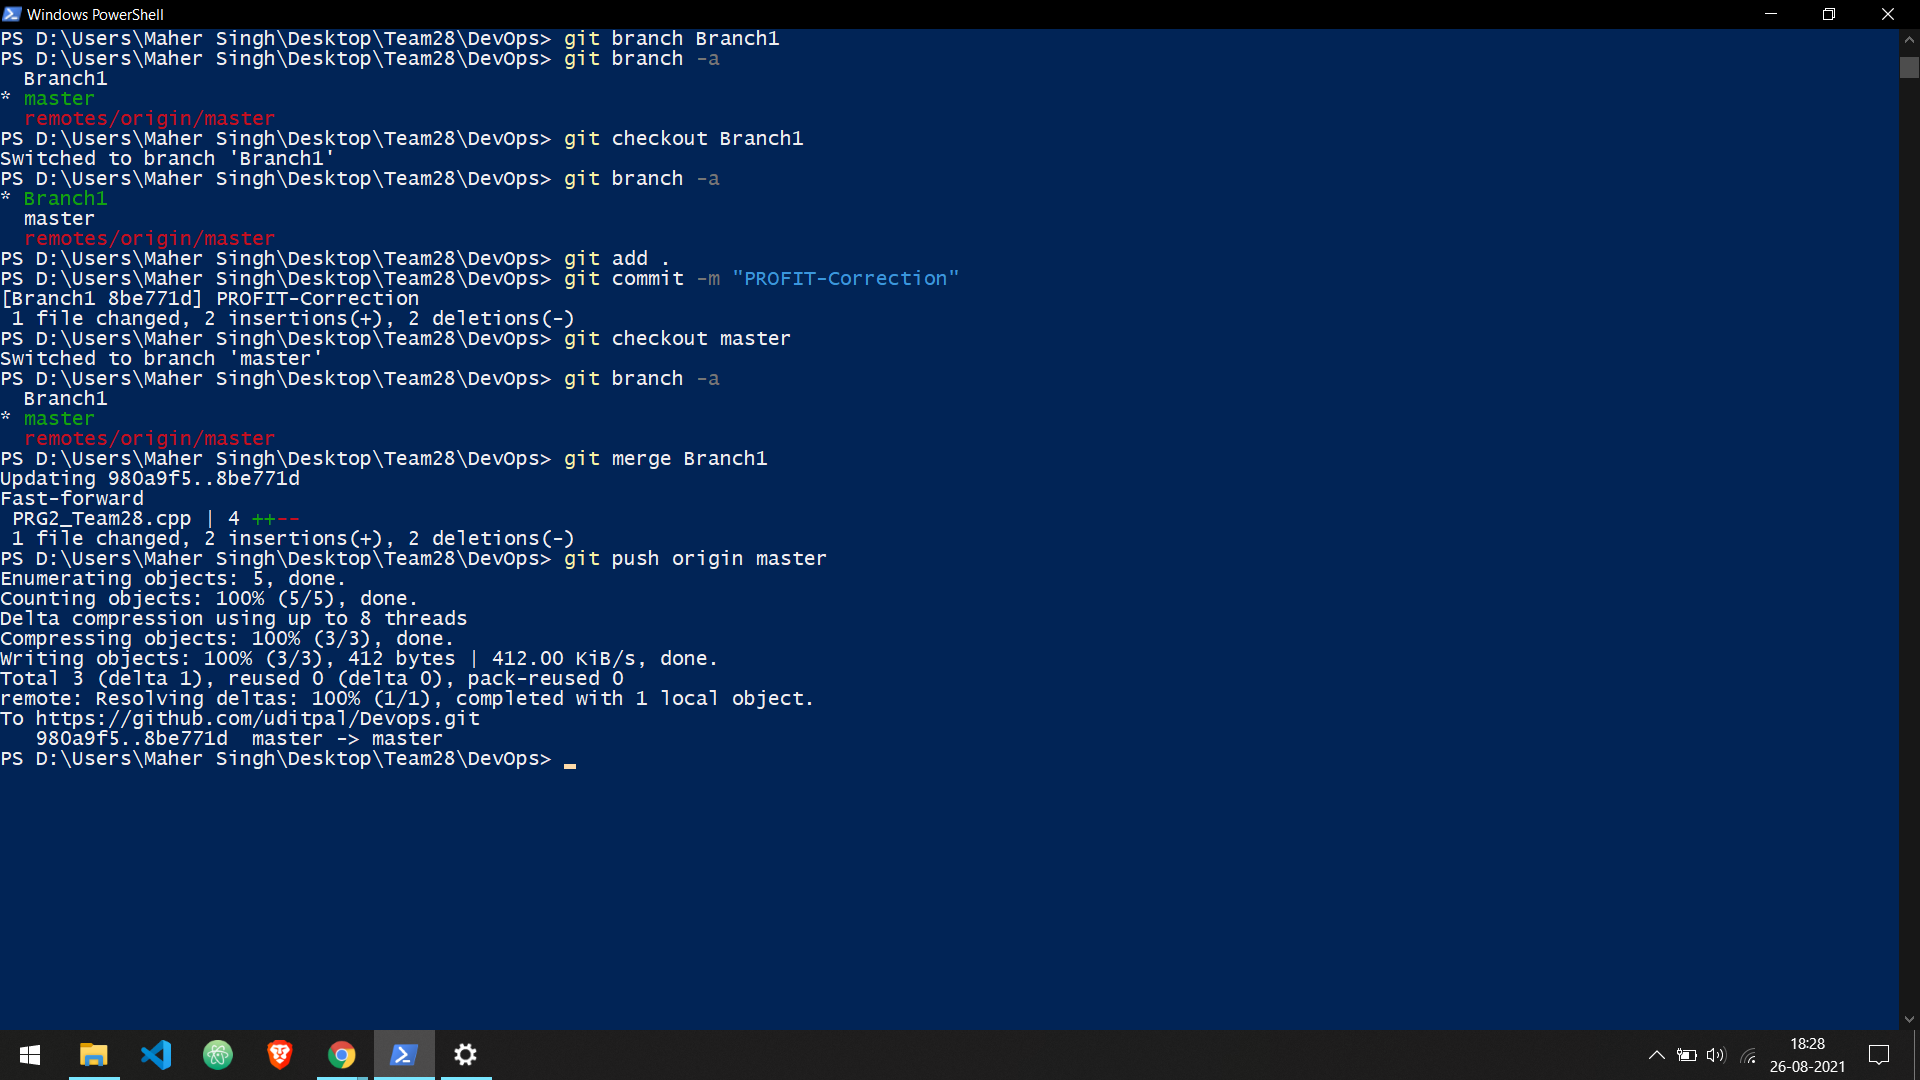 Windows PowerShell
PS D:\Users\Maher Singh\Desktop\Team28\DevOps> git branch Branch1
PS D:\Users\Maher Singh\Desktop\Team28\DevOps> git branch -a
  Branch1
* master
  remotes/origin/master
PS D:\Users\Maher Singh\Desktop\Team28\DevOps> git checkout Branch1
Switched to branch 'Branch1'
PS D:\Users\Maher Singh\Desktop\Team28\DevOps> git branch -a
* Branch1
  master
  remotes/origin/master
PS D:\Users\Maher Singh\Desktop\Team28\DevOps> git add .
PS D:\Users\Maher Singh\Desktop\Team28\DevOps> git commit -m "PROFIT-Correction"
[Branch1 8be771d] PROFIT-Correction
 1 file changed, 2 insertions(+), 2 deletions(-)
PS D:\Users\Maher Singh\Desktop\Team28\DevOps> git checkout master
Switched to branch 'master'
PS D:\Users\Maher Singh\Desktop\Team28\DevOps> git branch -a
  Branch1
* master
  remotes/origin/master
PS D:\Users\Maher Singh\Desktop\Team28\DevOps> git merge Branch1
Updating 980a9f5..8be771d
Fast-forward
 PRG2_Team28.cpp | 4 ++--
 1 file changed, 2 insertions(+), 2 deletions(-)
PS D:\Users\Maher Singh\Desktop\Team28\DevOps> git push origin master
Enumerating objects: 5, done.
Counting objects: 100% (5/5), done.
Delta compression using up to 8 threads
Compressing objects: 100% (3/3), done.
Writing objects: 100% (3/3), 412 bytes | 412.00 KiB/s, done.
Total 3 (delta 1), reused 0 (delta 0), pack-reused 0
remote: Resolving deltas: 100% (1/1), completed with 1 local object.
To https://github.com/uditpal/Devops.git
   980a9f5..8be771d  master -> master
PS D:\Users\Maher Singh\Desktop\Team28\DevOps>
18:28
26-08-2021